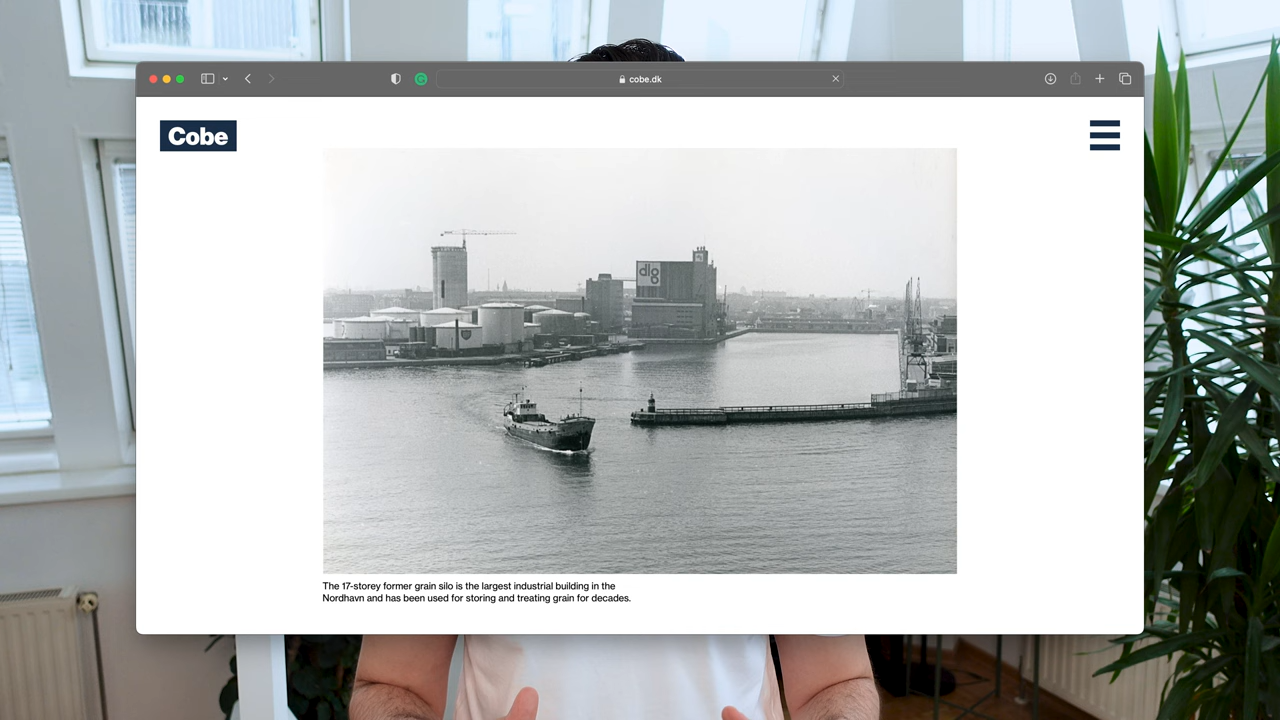 cobe.dk
Cobe
dlg
The 17-storey former grain silo is the largest industrial building in the
Nordhavn and has been used for storing and treating grain for decades.